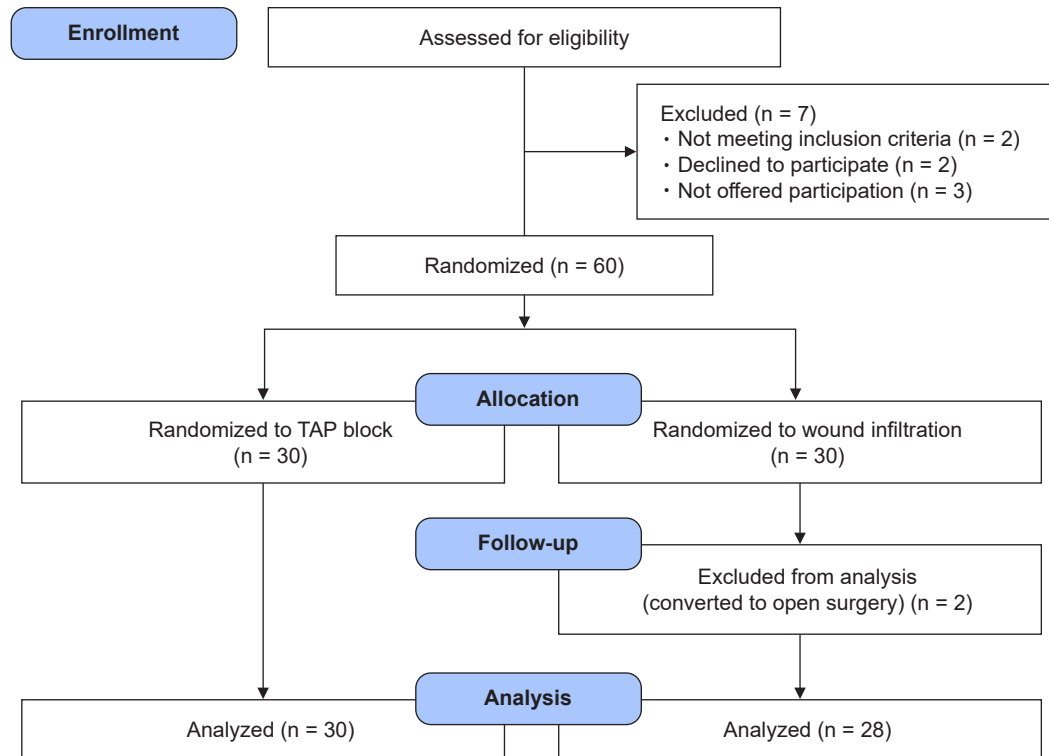 Enrollment
Assessed for eligibility
Excluded (n = 7)
・Not meeting inclusion criteria (n = 2)
・Declined to participate (n = 2)
・Not offered participation (n = 3)
Randomized (n = 60)
Allocation
Randomized to TAP block
(n = 30)
Randomized to wound infiltration
(n = 30)
Follow-up
Excluded from analysis
(converted to open surgery) (n = 2)
Analysis
Analyzed (n = 30)
Analyzed (n = 28)